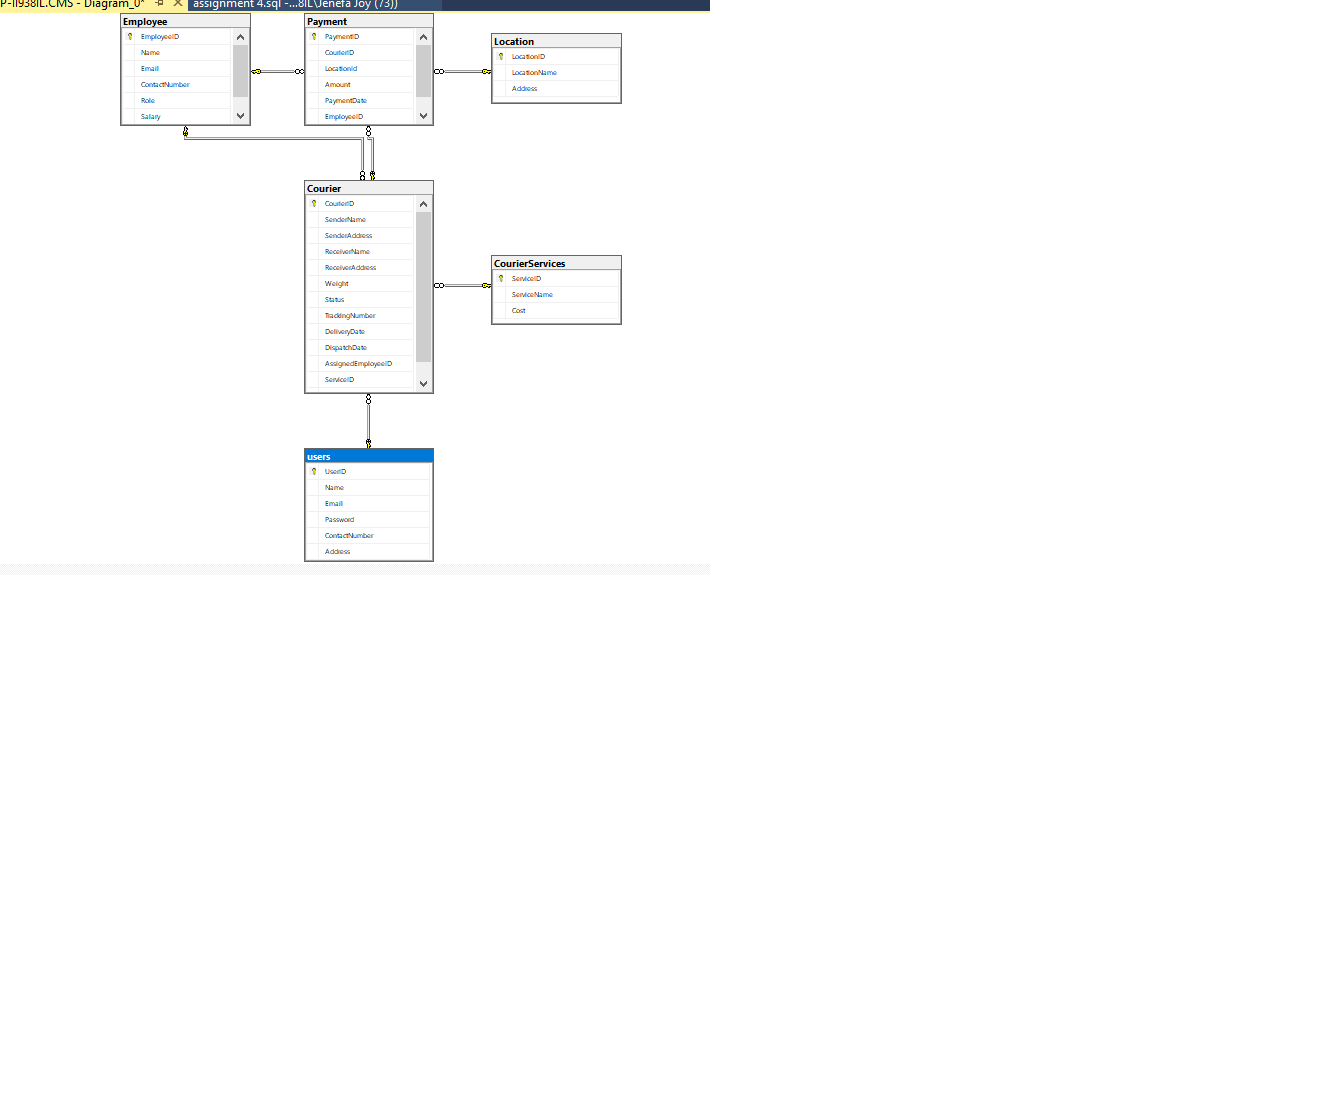 P-II938IL.CMS - Diagram_0*
assignment 4.sql -...8IL\Jenefa Joy (73))
Employee
EmployeeID
Name
Email
ContactNumber
Role
Salary
Payment
PaymentID
CourierID
LocationId
Amount
PaymentDate
EmployeeID
Location
LocationID
LocationName
Address
Courier
CourierID
SenderName
SenderAddress
ReceiverName
ReceiverAddress
Weight
Status
TrackingNumber
DeliveryDate
DispatchDate
AssignedEmployeeID
ServiceID
CourierServices
ServiceID
ServiceName
Cost
users
UserID
Name
Email
Password
ContactNumber
Address